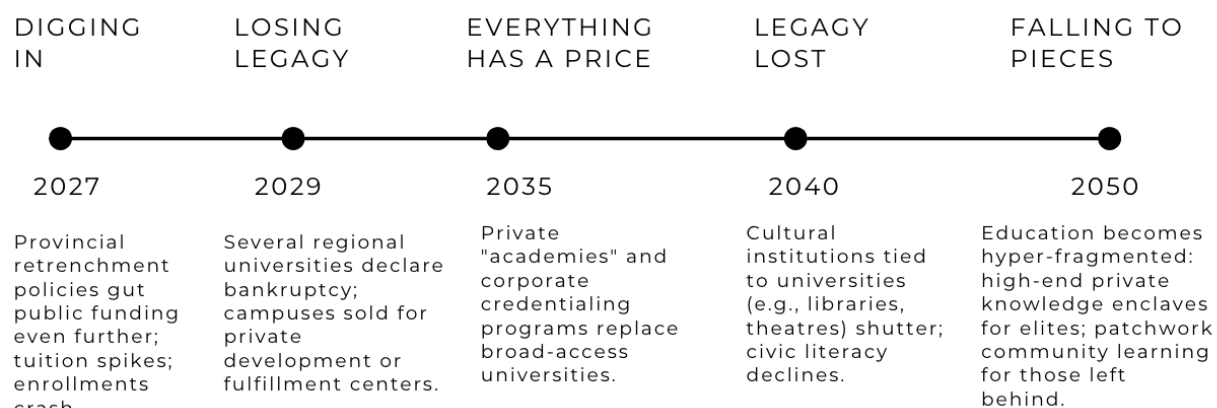 DIGGING
IN
LOSING
LEGACY
EVERYTHING
HAS A PRICE
LEGACY
LOST
FALLING TO
PIECES
2027
2029
2035
2040
2050
Provincial
retrenchment
policies gut
public funding
even further;
tuition spikes;
enrollments
crash
Several regional
universities declare
bankruptcy;
campuses sold for
private
development or
fulfillment centers.
Private
"academies" and
corporate
credentialing
programs replace
broad-access
universities.
Cultural
institutions tied
to universities
(e.g., libraries,
theatres) shutter;
civic literacy
declines.
Education becomes
hyper-fragmented:
high-end private
knowledge enclaves
for elites; patchwork
community learning
for those left
behind.